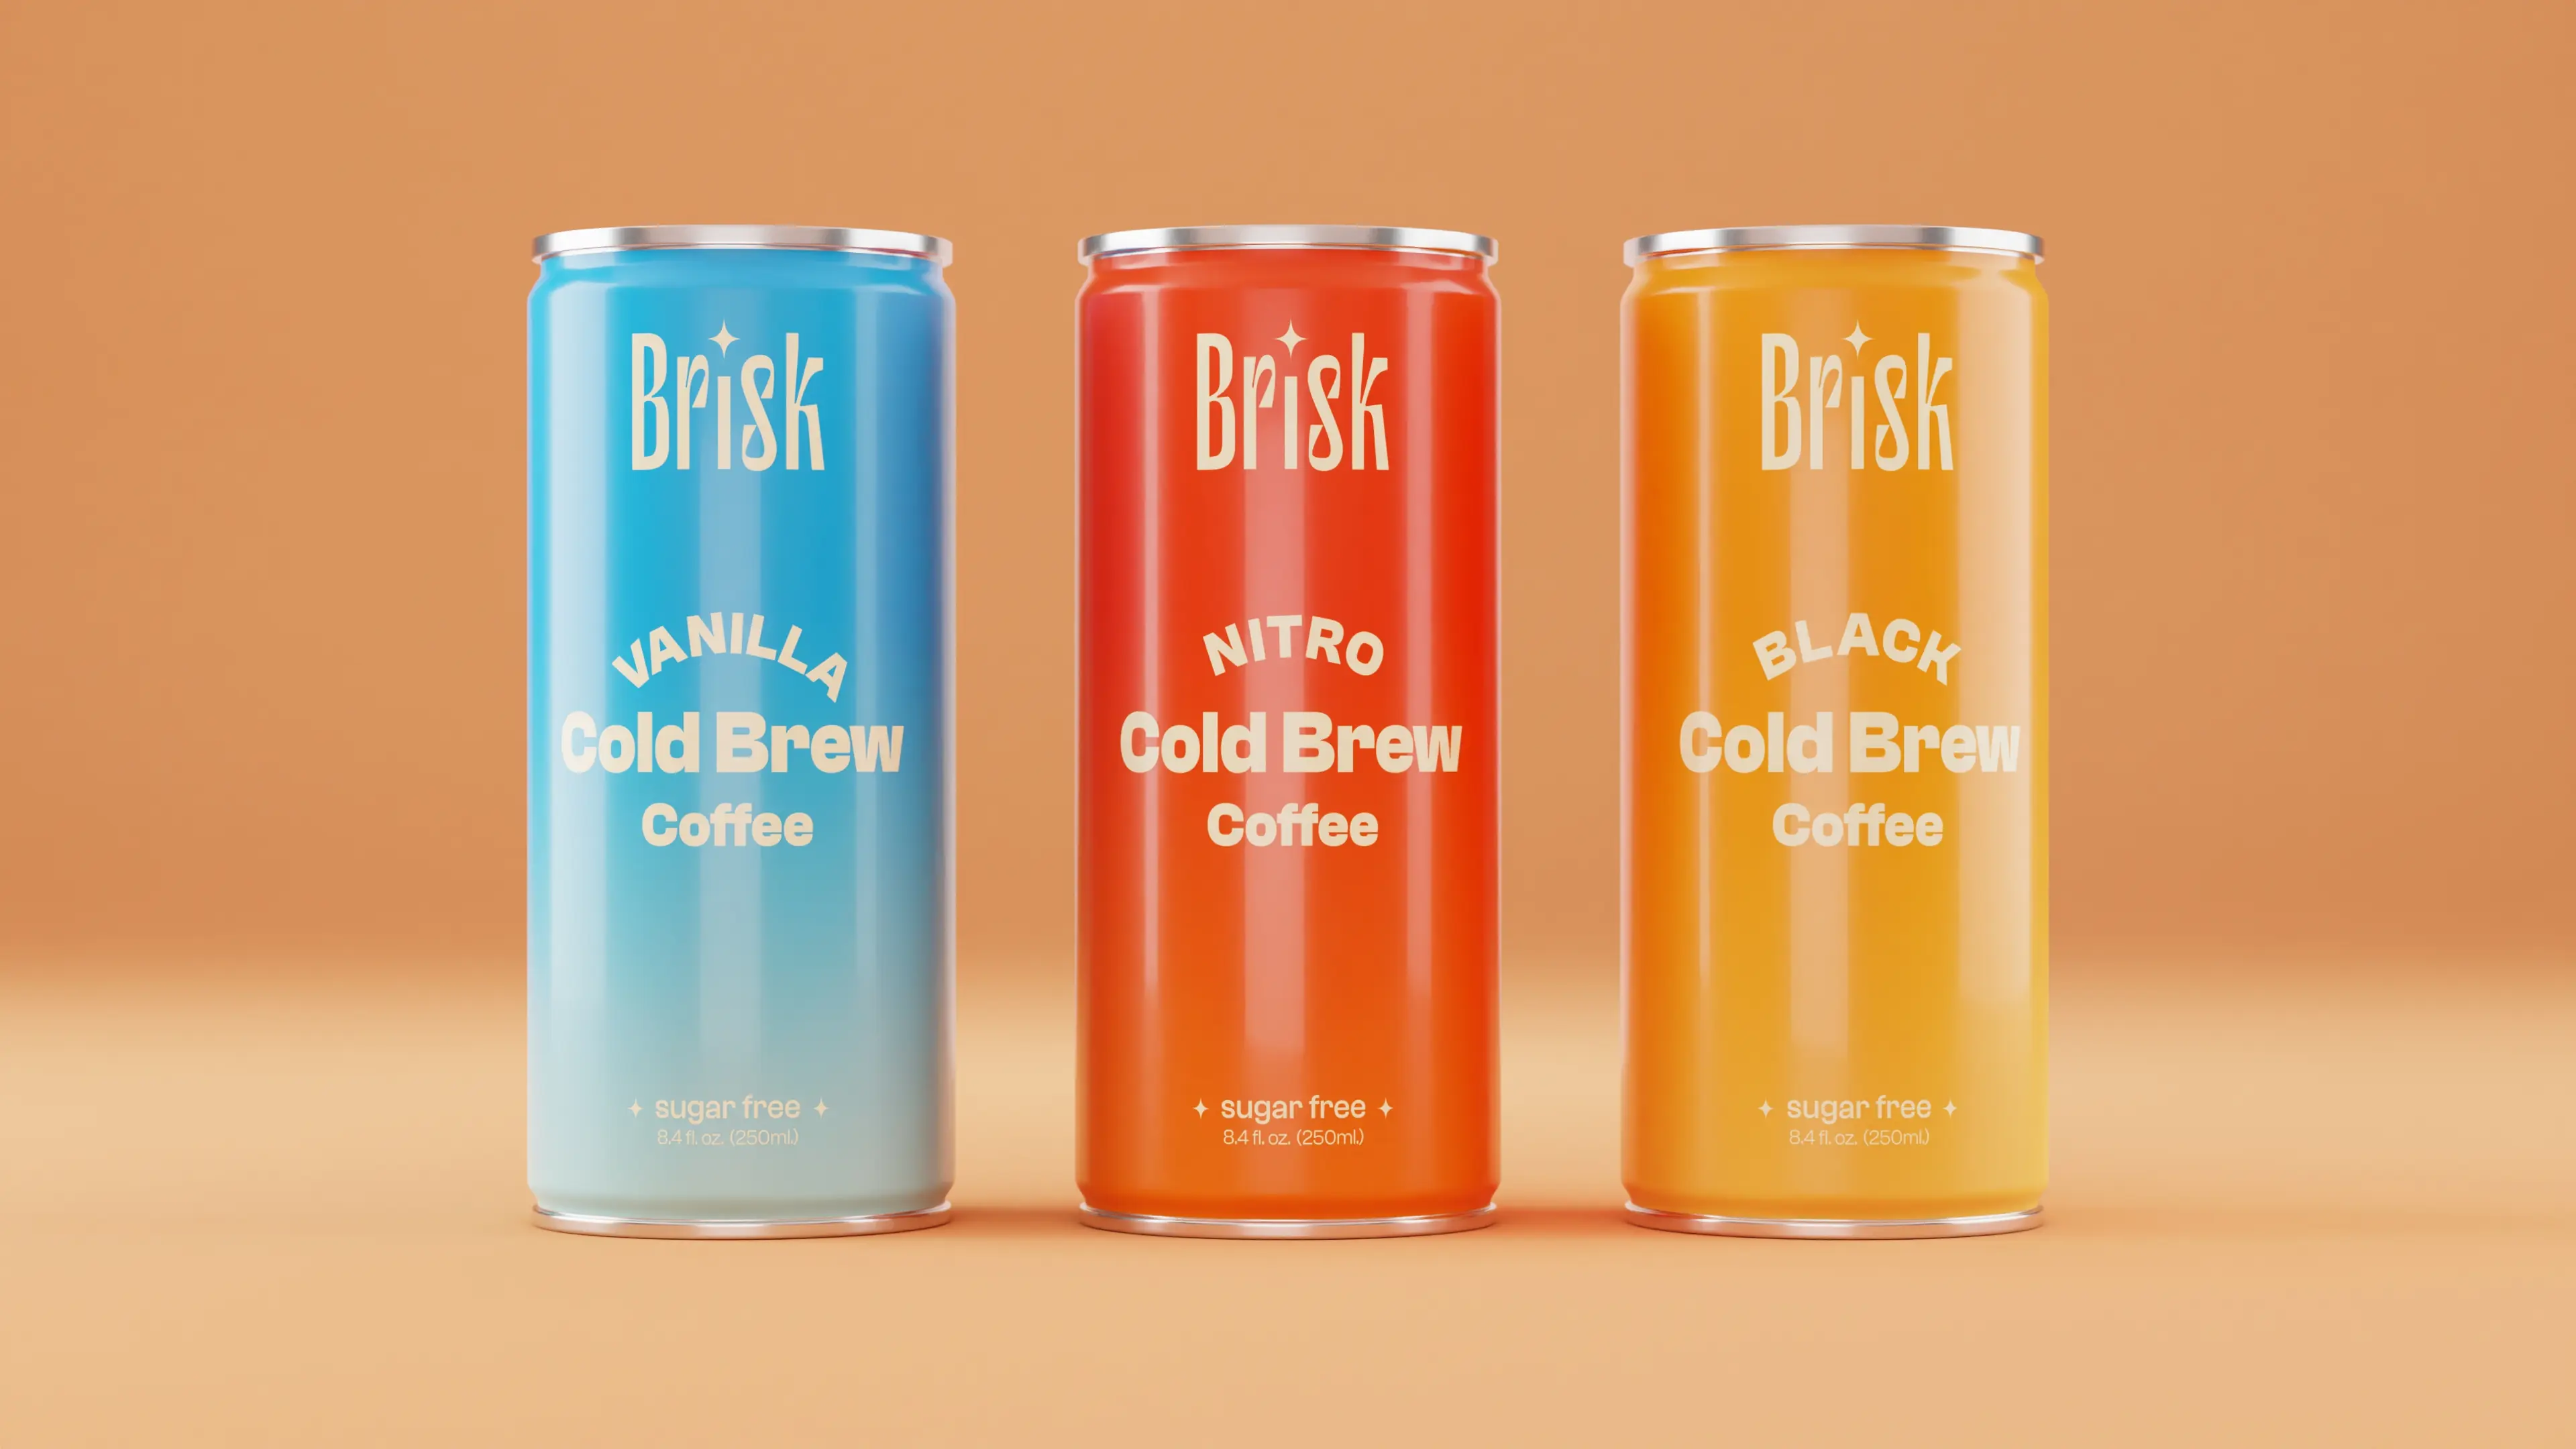 Brisk
VANILLA
Cold Brew
Coffee
sugar free
8.4 fl. oz. (250ml.)
Brisk
NITRO
Cold Brew
Coffee
sugar free
8.4 fl. oz. (250ml.)
Brisk
BLACK
Cold Brew
Coffee
sugar free
8.4 fl. oz. (250ml.)